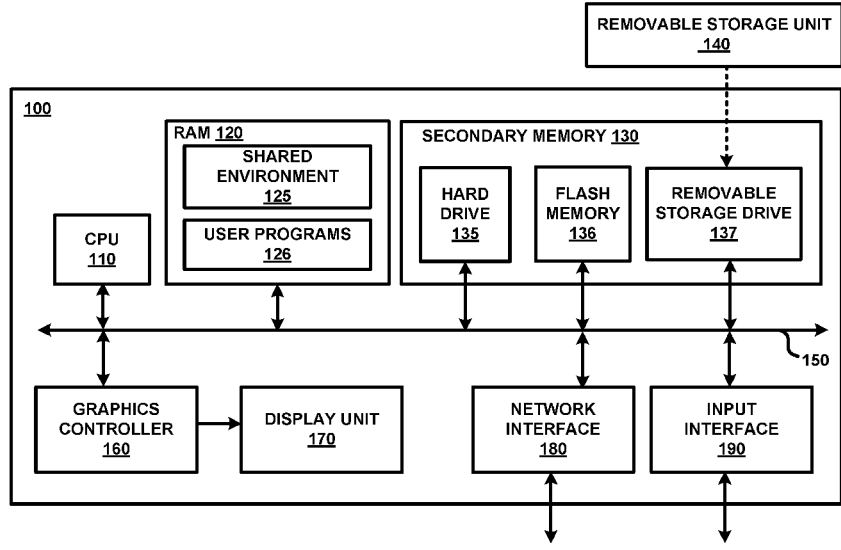 REMOVABLE STORAGE UNIT
140
100
RAM 120
SHARED
ENVIRONMENT
125
USER PROGRAMS
126
SECONDARY MEMORY 130
HARD
DRIVE
135
FLASH
MEMORY
136
REMOVABLE
STORAGE DRIVE
137
CPU
110
150
GRAPHICS
CONTROLLER
160
DISPLAY UNIT
170
NETWORK
INTERFACE
180
INPUT
INTERFACE
190